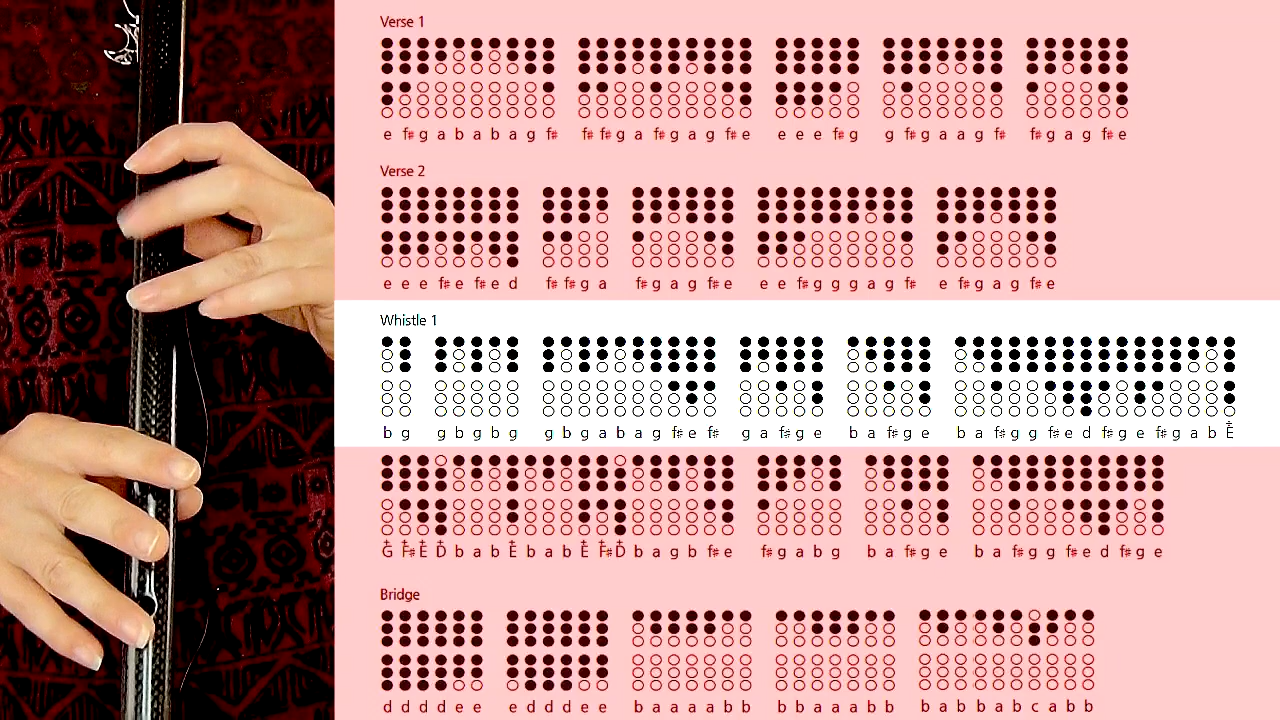 Verse 1
e f# g a b a b a g f# f# f# g a f# g a g f# e e e e f# g g f# g a a g f# f# g a g f# e
Verse 2
e e e f# e f# e d f# f# g a f# g a g f# e e e f# g g g a g f# e f# g a g f# e
Whistle 1
b g g b g b g g b g a b a g f# e f# g a f# g e b a f# g e b a f# g g f# e d f# g e f# g a b E
+ + + + + + + +
G F# E D b a b E b a b E F# D b a g b f# e f# g a b g b a f# g e b a f# g g f# e d f# g e
Bridge
d d d d e e e d d d e e b a a a a b b b b a a a b b b a b b a b c a b b